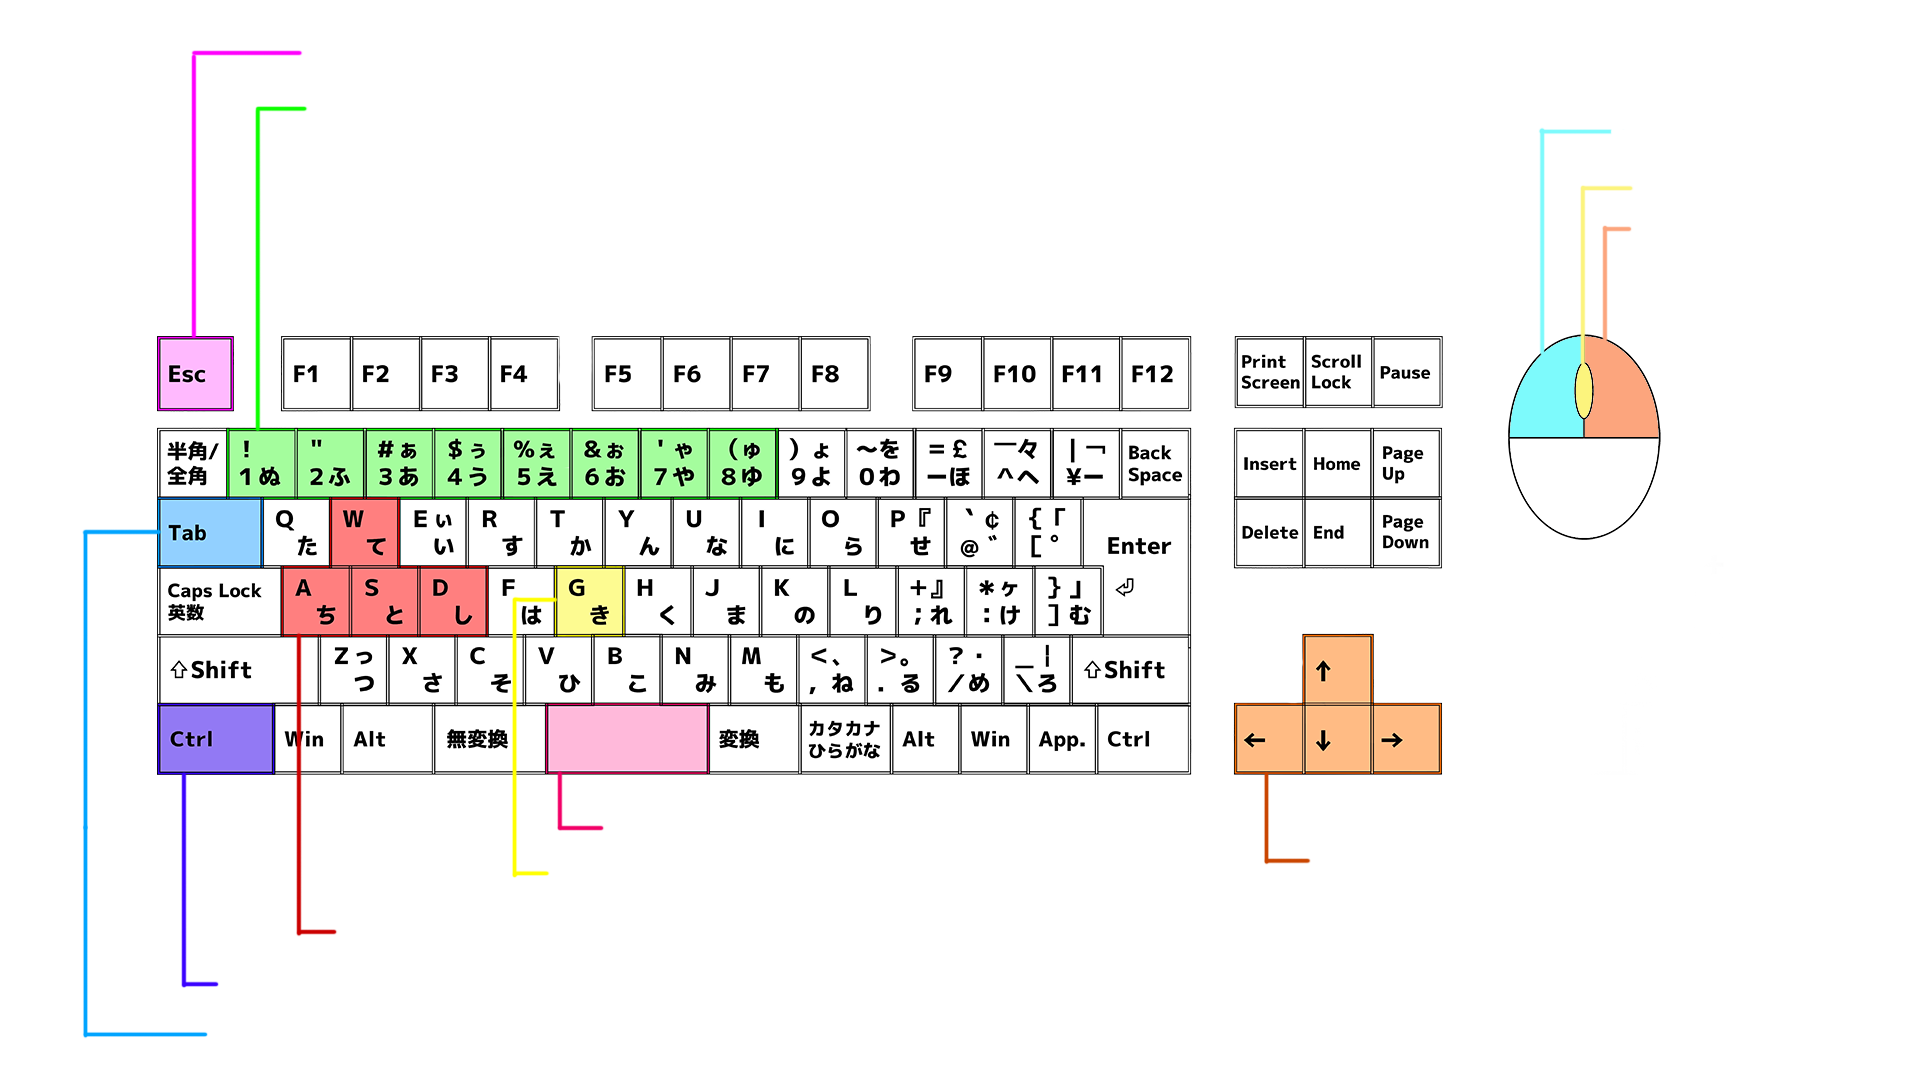 Esc F1 F2 F3 F4 F5 F6 F7 F8 F9 F10 F11 F12 Print Screen Scroll Lock Pause
半角/全角 ! 1ぬ " 2ふ #ぁ 3あ $ぅ 4う %ぇ 5え &ぉ 6お 'ゃ 7や (ゅ 8ゆ )ょ 9よ ~を 0わ =£ ーほ 一々 ^へ |¬ ¥ー Back Space Insert Home Page Up
Tab Q た W て Eぃ い R す T か Y ん U な I に O ら P『 せ `¢ @゛ {「 [゜ Enter Delete End Page Down
Caps Lock 英数 A ち S と D し F は G き H く J ま K の L り +』 ;れ *ヶ :け }」 ]む
⇧Shift Zっ つ X さ C そ V ひ B こ N み M も <、 ,ね >。 .る ?・ /め _¦ \ろ ⇧Shift ↑
Ctrl Win Alt 無変換 変換 カタカナ ひらがな Alt Win App. Ctrl ← ↓ →